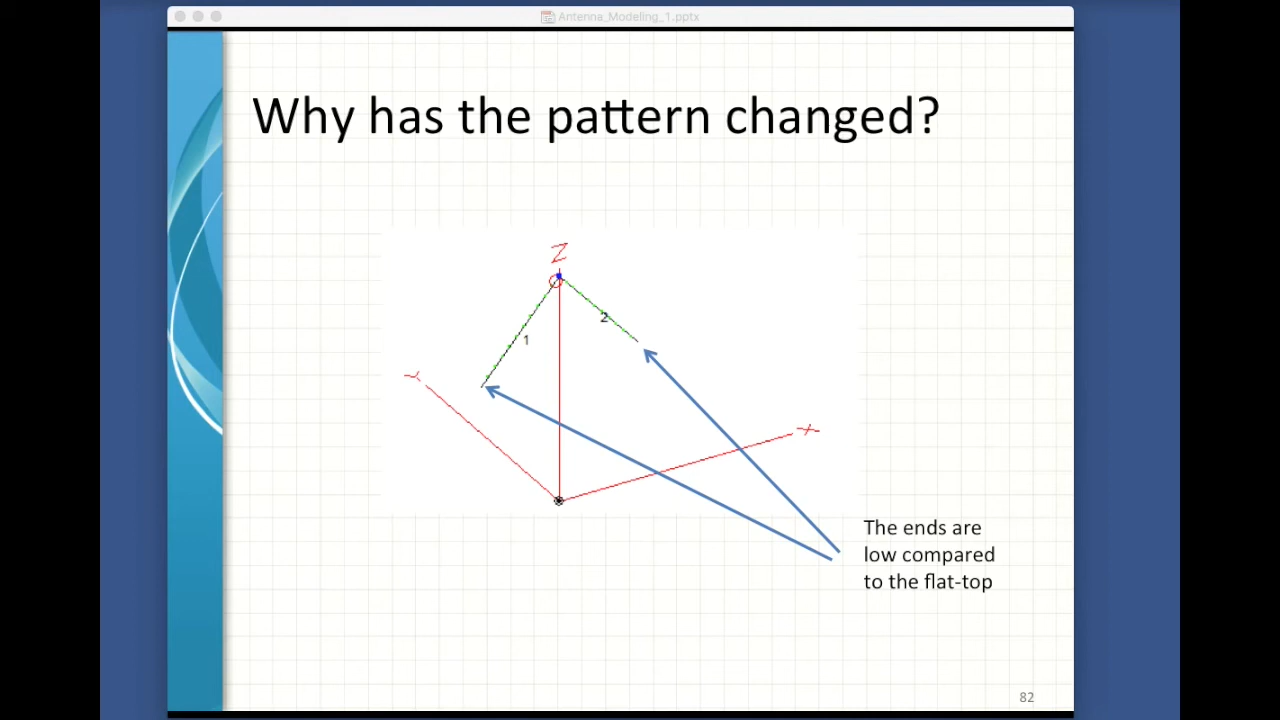 Antenna_Modeling_1.pptx
Why has the pattern changed?
Z
2
1
Y
X
The ends are
low compared
to the flat-top
82